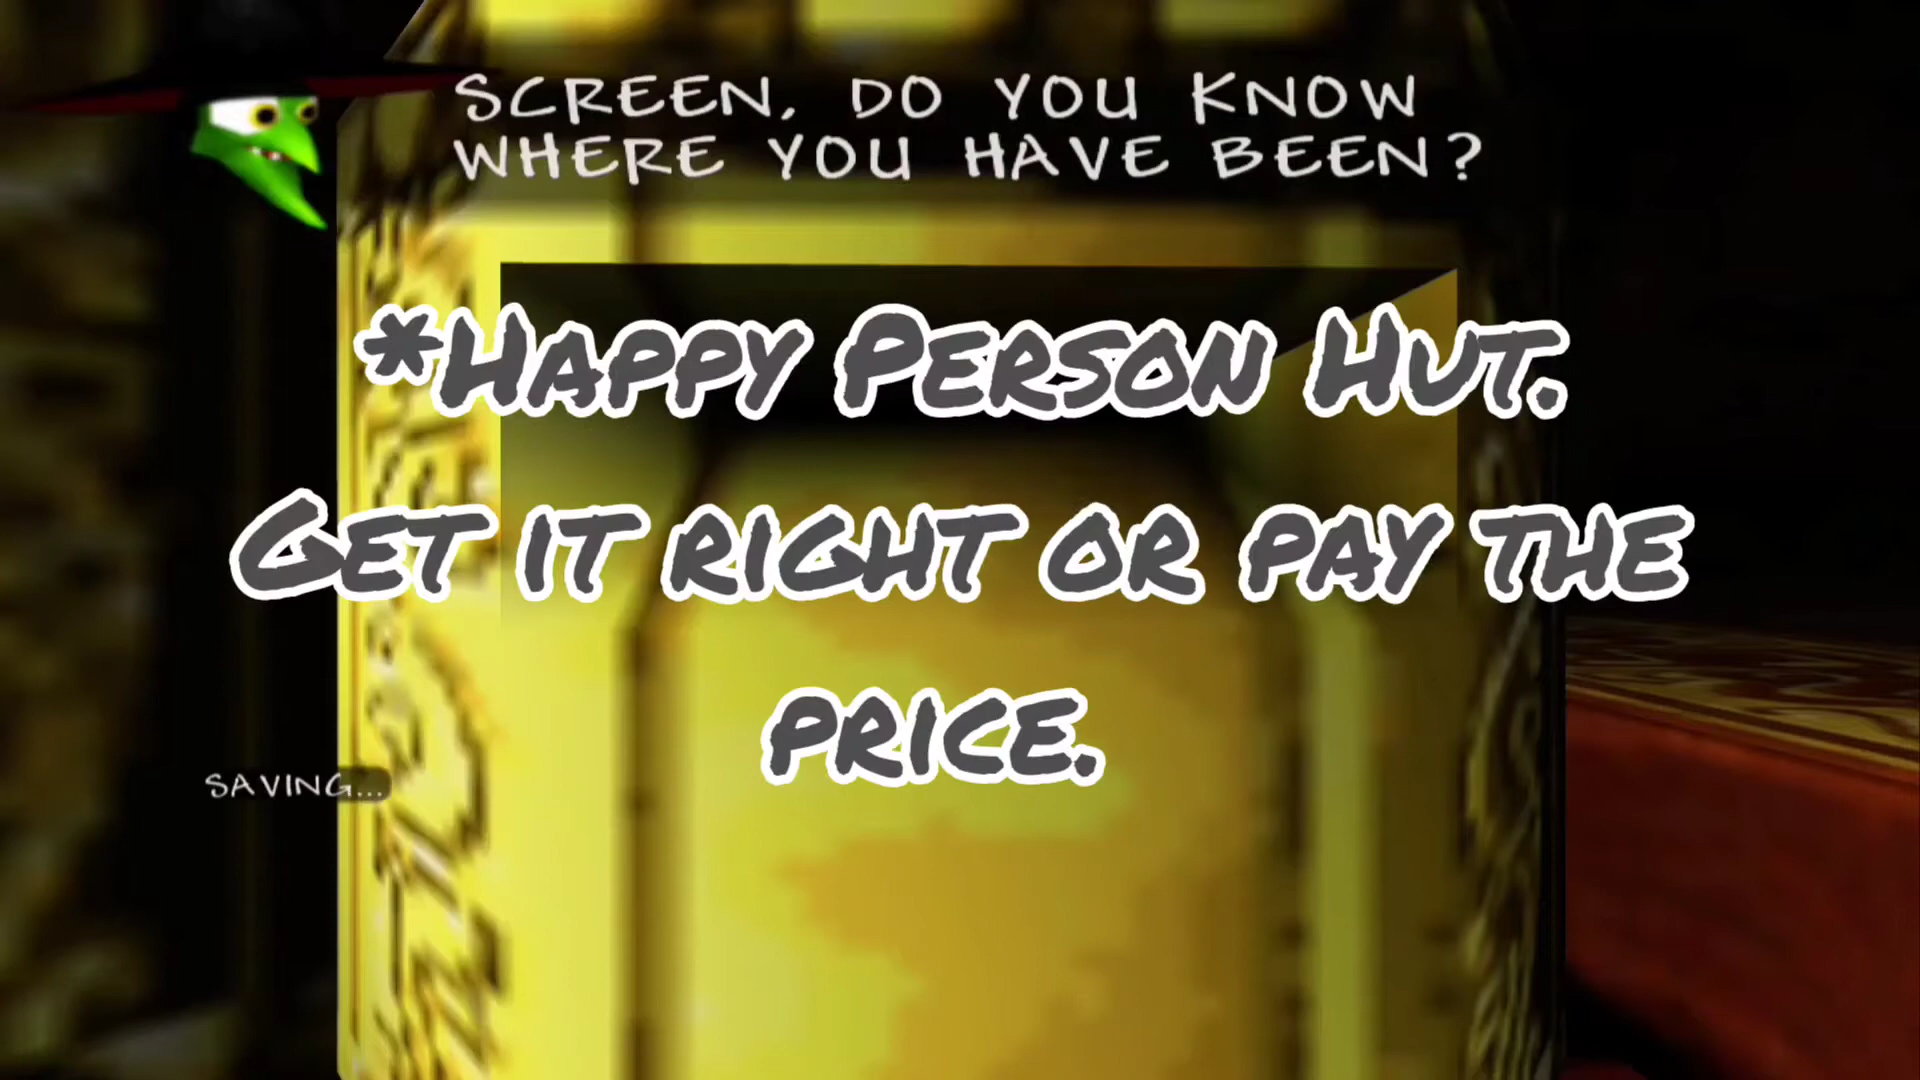 SCREEN, DO YOU KNOW
WHERE YOU HAVE BEEN?
*HAPPY PERSON HUT.
GET IT RIGHT OR PAY THE
PRICE.
SAVING...